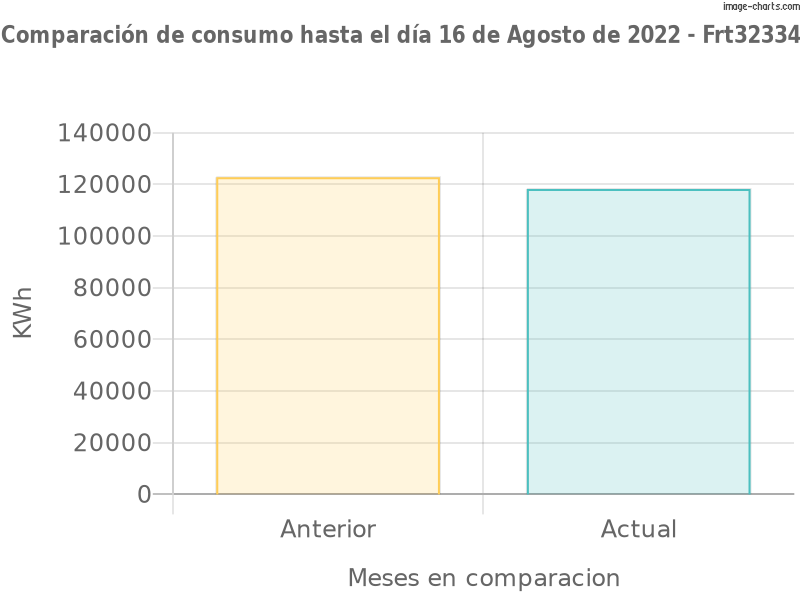 image-charts.com
Comparación de consumo hasta el día 16 de Agosto de 2022 - Frt32334
140000
120000
100000
80000
60000
40000
20000
0
KWh
Anterior Actual
Meses en comparacion